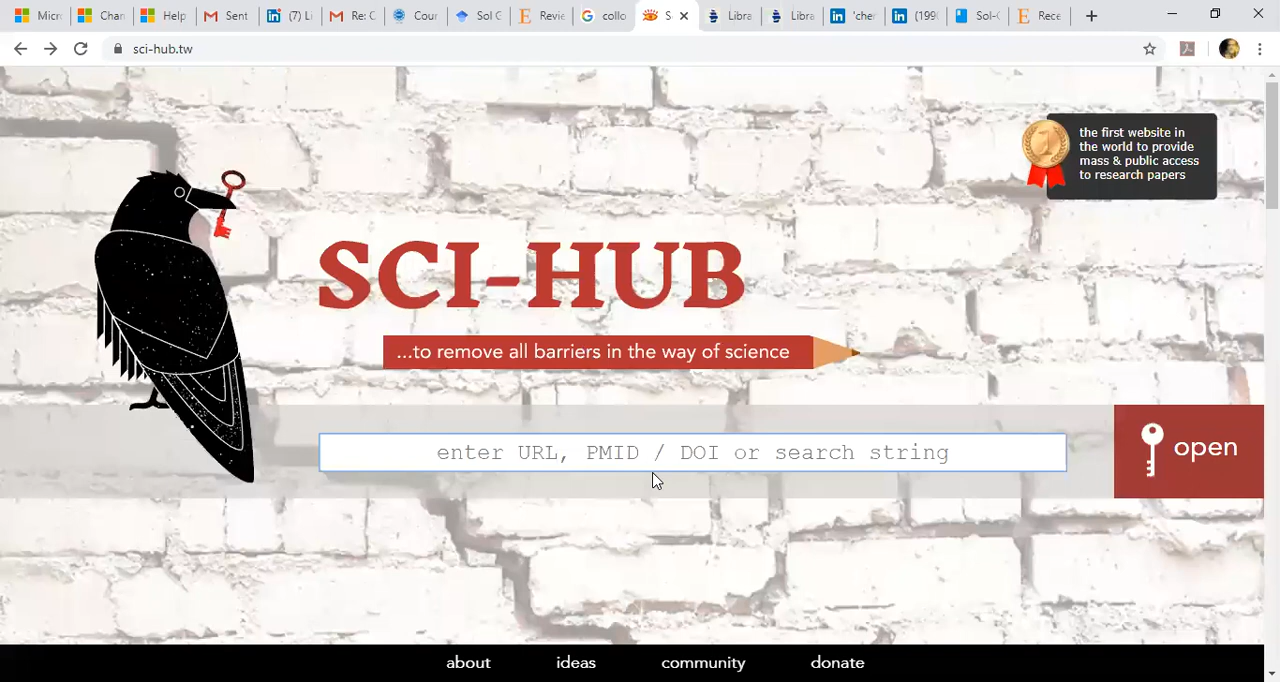 Micro
Chan
Help
Sent
(7) Li
Re: C
Cour
Sol G
Revie
collo
S
Libra
Libra
'cher
(199
Sol-G
Rece
sci-hub.tw
the first website in
the world to provide
mass & public access
to research papers
SCI-HUB
...to remove all barriers in the way of science
enter URL, PMID / DOI or search string
open
about
ideas
community
donate